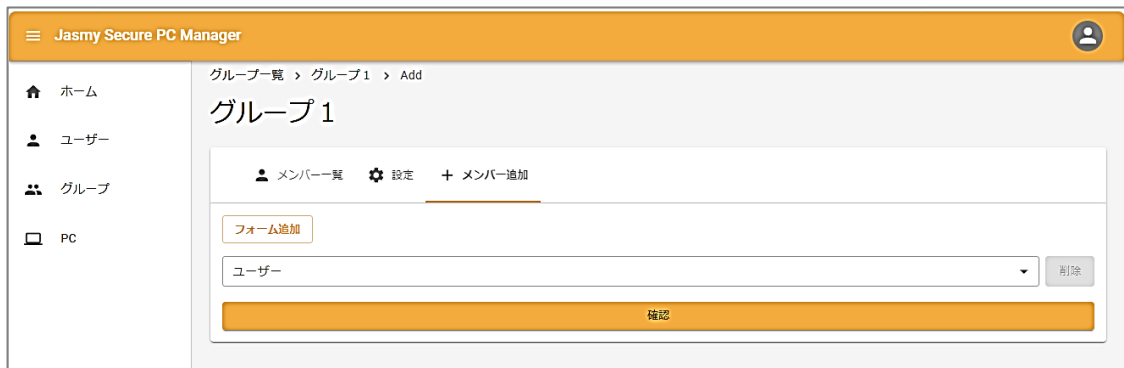 Jasmy Secure PC Manager
ホーム
ユーザー
グループ
PC
グループ一覧 › グループ1 › Add
グループ1
メンバー一覧 設定 メンバー追加
フォーム追加
ユーザー 削除
確認